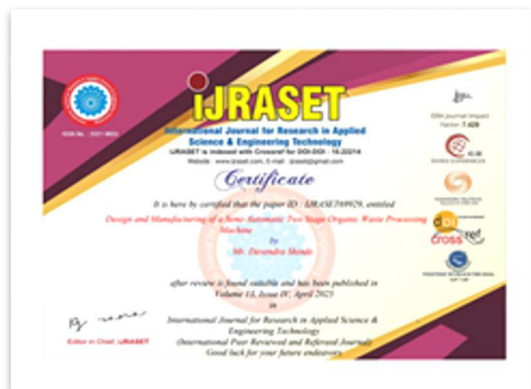 iJRASET
International Journal for Research in Applied
Science & Engineering Technology
IJRASET is indexed with Crossref for DOI-DOI : 10.22214
Website : www.ijraset.com, E-mail : ijraset@gmail.com
Certificate
It is here by certified that the paper ID : IJRASET69929, entitled
Design and Manufacturing of a Semi-Automatic Two Stage Organic Waste Processing
Machine
by
Mr. Devendra Shinde
after review is found suitable and has been published in
Volume 13, Issue IV, April 2025
in
International Journal for Research in Applied Science &
Engineering Technology
(International Peer Reviewed and Refereed Journal)
Good luck for your future endeavors
Editor in Chief, iJRASET
ISRA Journal Impact
Factor: 7.429
doi
cross ref